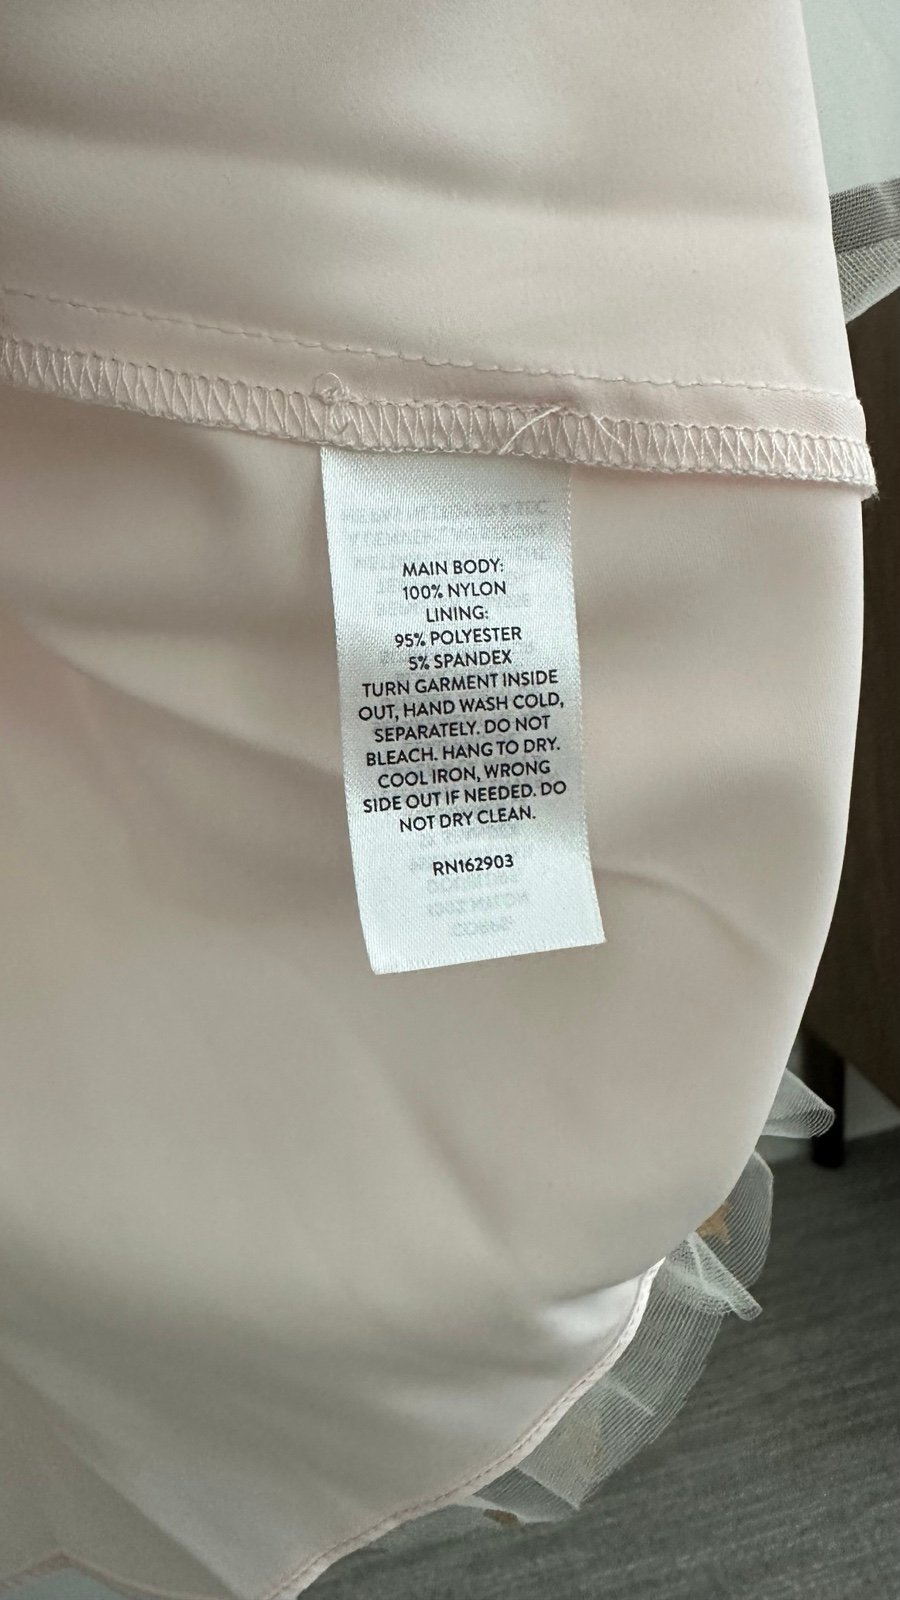 MAIN BODY:
100% NYLON
LINING:
95% POLYESTER
5% SPANDEX
TURN GARMENT INSIDE
OUT, HAND WASH COLD,
SEPARATELY. DO NOT
BLEACH. HANG TO DRY.
COOL IRON, WRONG
SIDE OUT IF NEEDED. DO
NOT DRY CLEAN.
RN162903